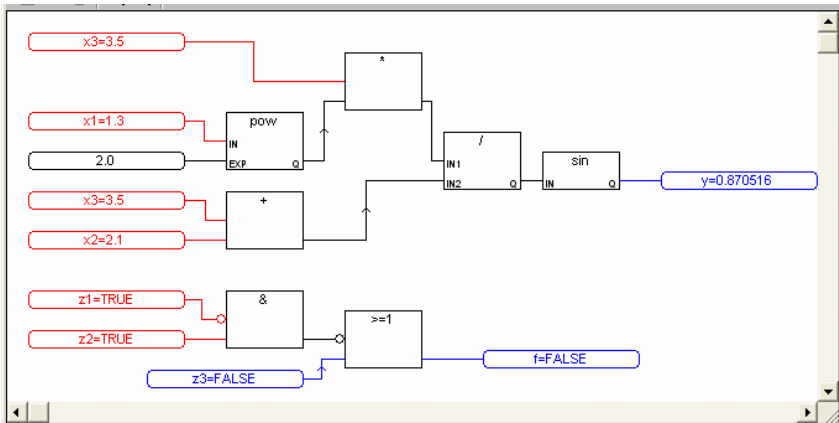 x3=3.5
*
x1=1.3
pow
IN
2.0
EXP
Q
/
IN1
IN2
Q
sin
IN
Q
y=0.870516
x3=3.5
+
x2=2.1
z1=TRUE
&
z2=TRUE
>=1
z3=FALSE
f=FALSE